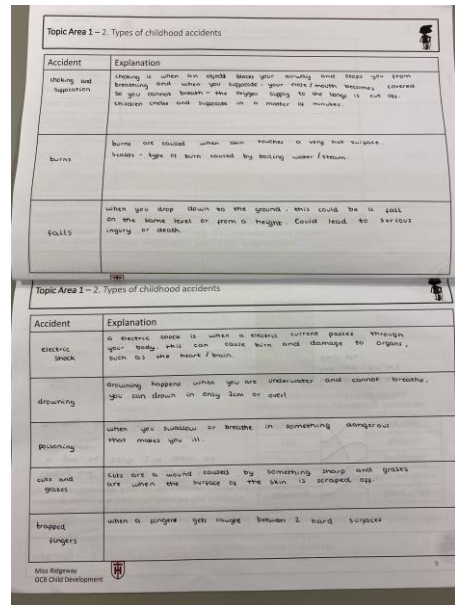 Topic Area 1 – 2. Types of childhood accidents
Accident
Explanation
choking and
suffocation
choking is when an object blocks your airway and stops you from
breathing and when you suffocate, your nose/mouth becomes covered
so you cannot breath - the oxygen supply to the lungs is cut off.
children choke and suffocate in a matter of minutes.
burns
burns are caused when skin touches a very hot surface.
scalds - type of burn caused by boiling water/steam.
falls
when you drop down to the ground, this could be a fall
on the same level or from a height. Could lead to serious
ingury or death.
Topic Area 1 – 2. Types of childhood accidents
Accident
Explanation
electric
shock
a electric shock is when a electric current passes through
your body. this can cause burn and damage to organs,
such as the heart/brain.
drowning
drowning happens when you are underwater and cannot breathe,
you can drown in only 2cm or
poisoning
when you swallow or breathe in something dangerous
that makes you ill.
cuts and
grazes
cuts are a wound caused by something sharp and grazes
are when the surface of the skin is scraped off.
trapped
fingers
when a fingers gets caught between 2 hard surfaces
Miss Ridgeway
OCR Child Development
9